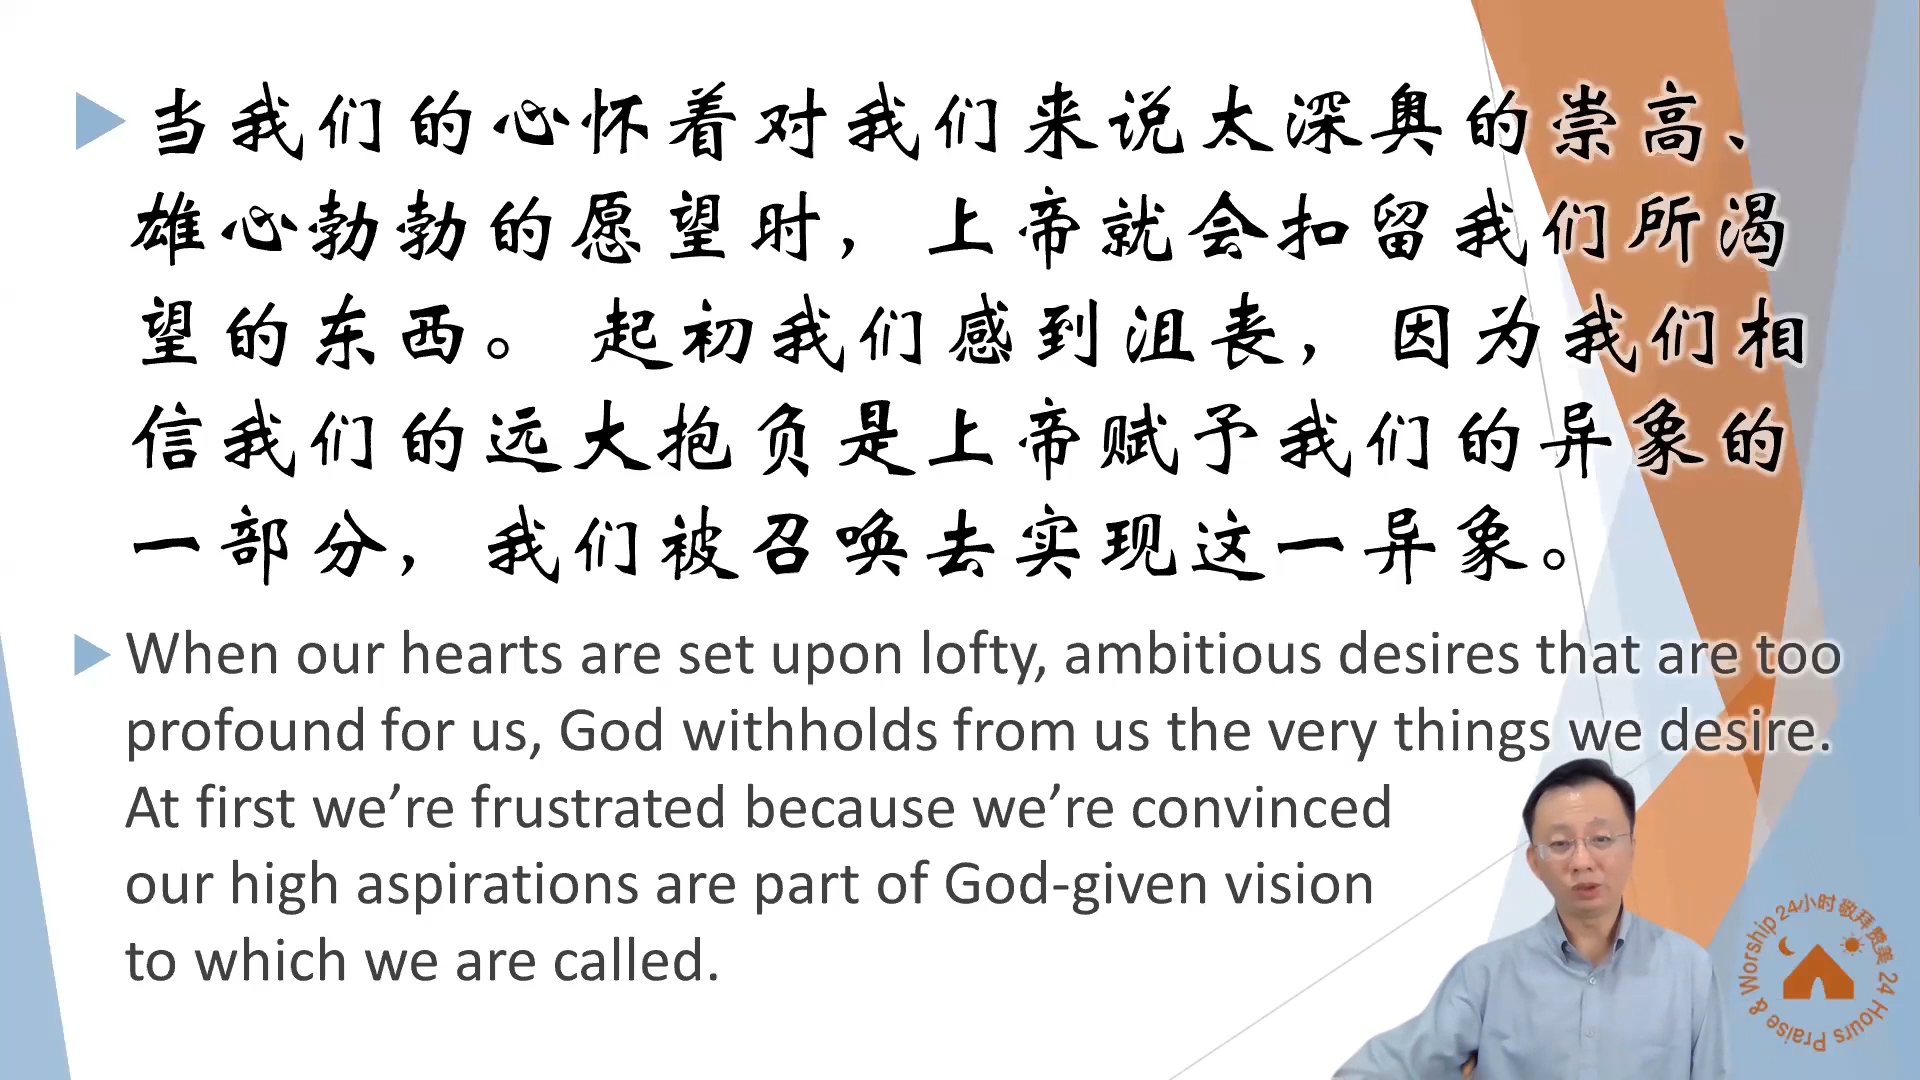 当我们的心怀着对我们来说太深奥的崇高、
雄心勃勃的愿望时，上帝就会扣留我们所渴
望的东西。 起初我们感到沮丧，因为我们相
信我们的远大抱负是上帝赋予我们的异象的
一部分，我们被召唤去实现这一异象。
When our hearts are set upon lofty, ambitious desires that are too
profound for us, God withholds from us the very things we desire.
At first we’re frustrated because we’re convinced
our high aspirations are part of God-given vision
to which we are called.
24小时敬拜赞美 24 Hours Praise & Worship